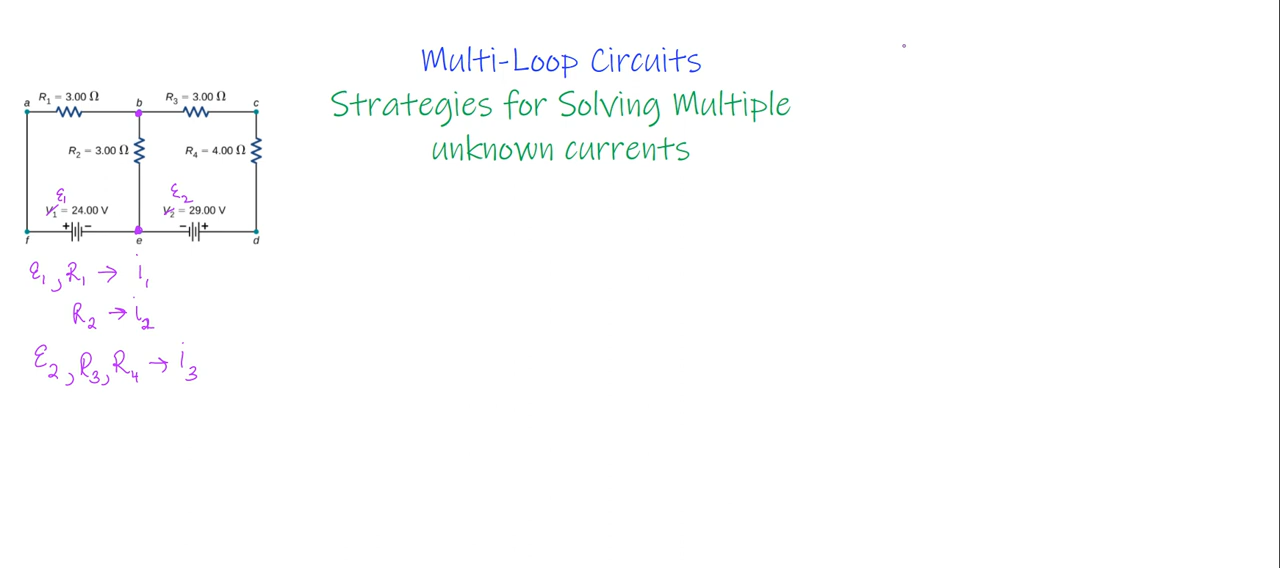 Multi-Loop Circuits
Strategies for Solving Multiple
unknown currents
a R₁ = 3.00 Ω b R₃ = 3.00 Ω c
R₂ = 3.00 Ω R₄ = 4.00 Ω
ε₁ ε₂
V₁ = 24.00 V V₂ = 29.00 V
+ − − +
f e d
ε₁, R₁ → i₁
R₂ → i₂
ε₂, R₃, R₄ → i₃